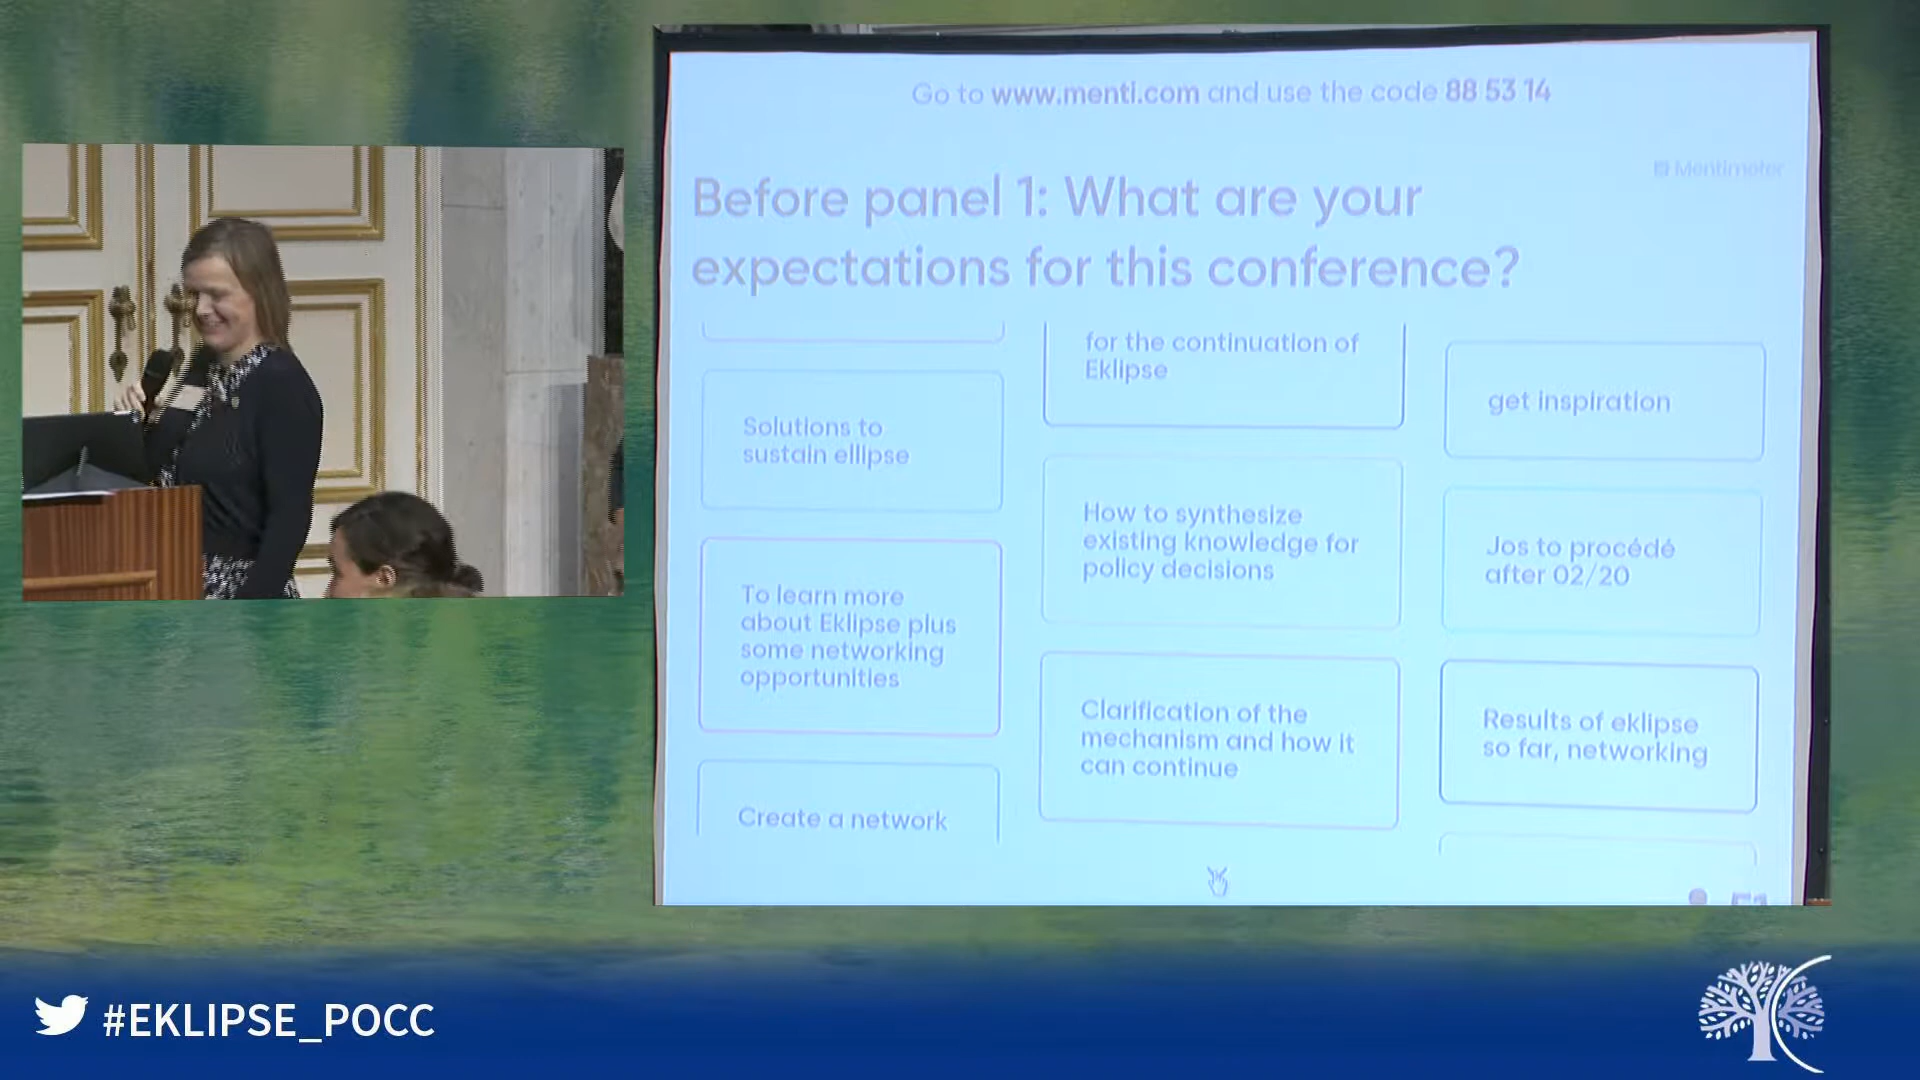 Go to www.menti.com and use the code 88 53 14
Mentimeter
Before panel 1: What are your
expectations for this conference?
Solutions to
sustain ellipse
To learn more
about Eklipse plus
some networking
opportunities
Create a network
for the continuation of
Eklipse
How to synthesize
existing knowledge for
policy decisions
Clarification of the
mechanism and how it
can continue
get inspiration
Jos to procédé
after 02/20
Results of eklipse
so far, networking
#EKLIPSE_POCC